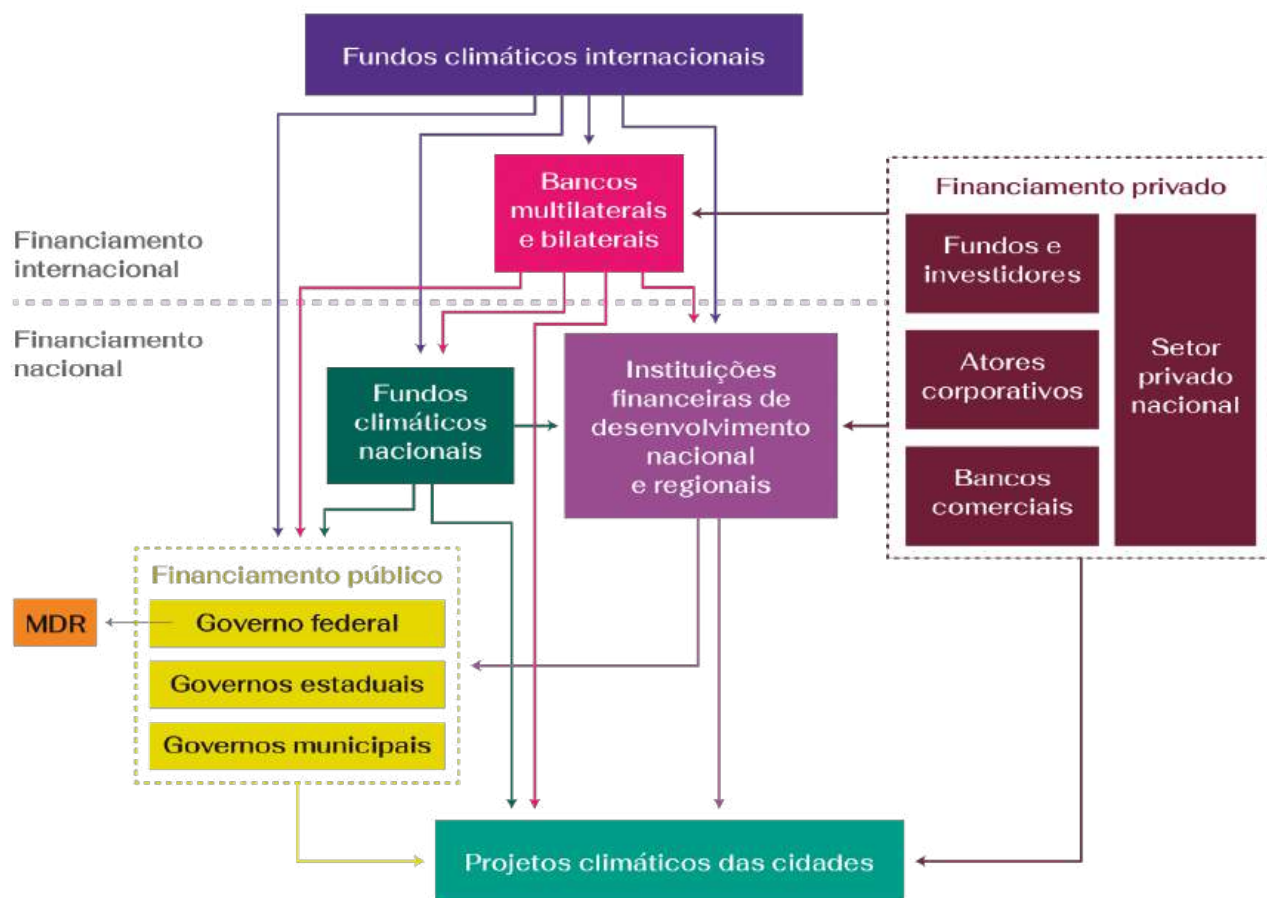 Fundos climáticos internacionais
Bancos
multilaterais
e bilaterais
Financiamento privado
Fundos e
investidores
Atores
corporativos
Bancos
comerciais
Setor
privado
nacional
Financiamento
internacional
Financiamento
nacional
Fundos
climáticos
nacionais
Instituições
financeiras de
desenvolvimento
nacional
e regionais
Financiamento público
MDR
Governo federal
Governos estaduais
Governos municipais
Projetos climáticos das cidades